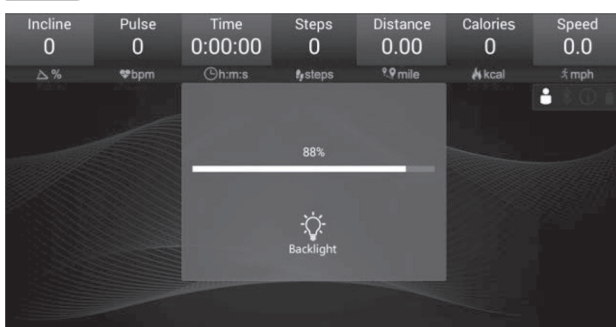 Incline Pulse Time Steps Distance Calories Speed
0 0 0:00:00 0 0.00 0 0.0
% bpm h:m:s steps mile kcal mph
88%
Backlight